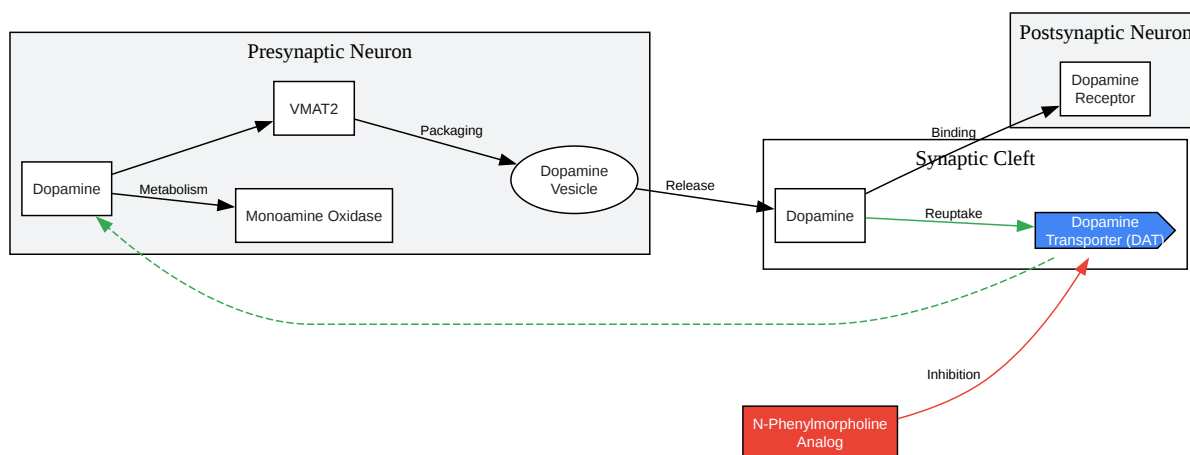 Presynaptic Neuron
Postsynaptic Neuron
Dopamine
Receptor
VMAT2
Packaging
Binding
Synaptic Cleft
Dopamine
Metabolism
Monoamine Oxidase
Dopamine
Vesicle
Release
Dopamine
Reuptake
Dopamine
Transporter (DAT)
Inhibition
N-Phenylmorpholine
Analog